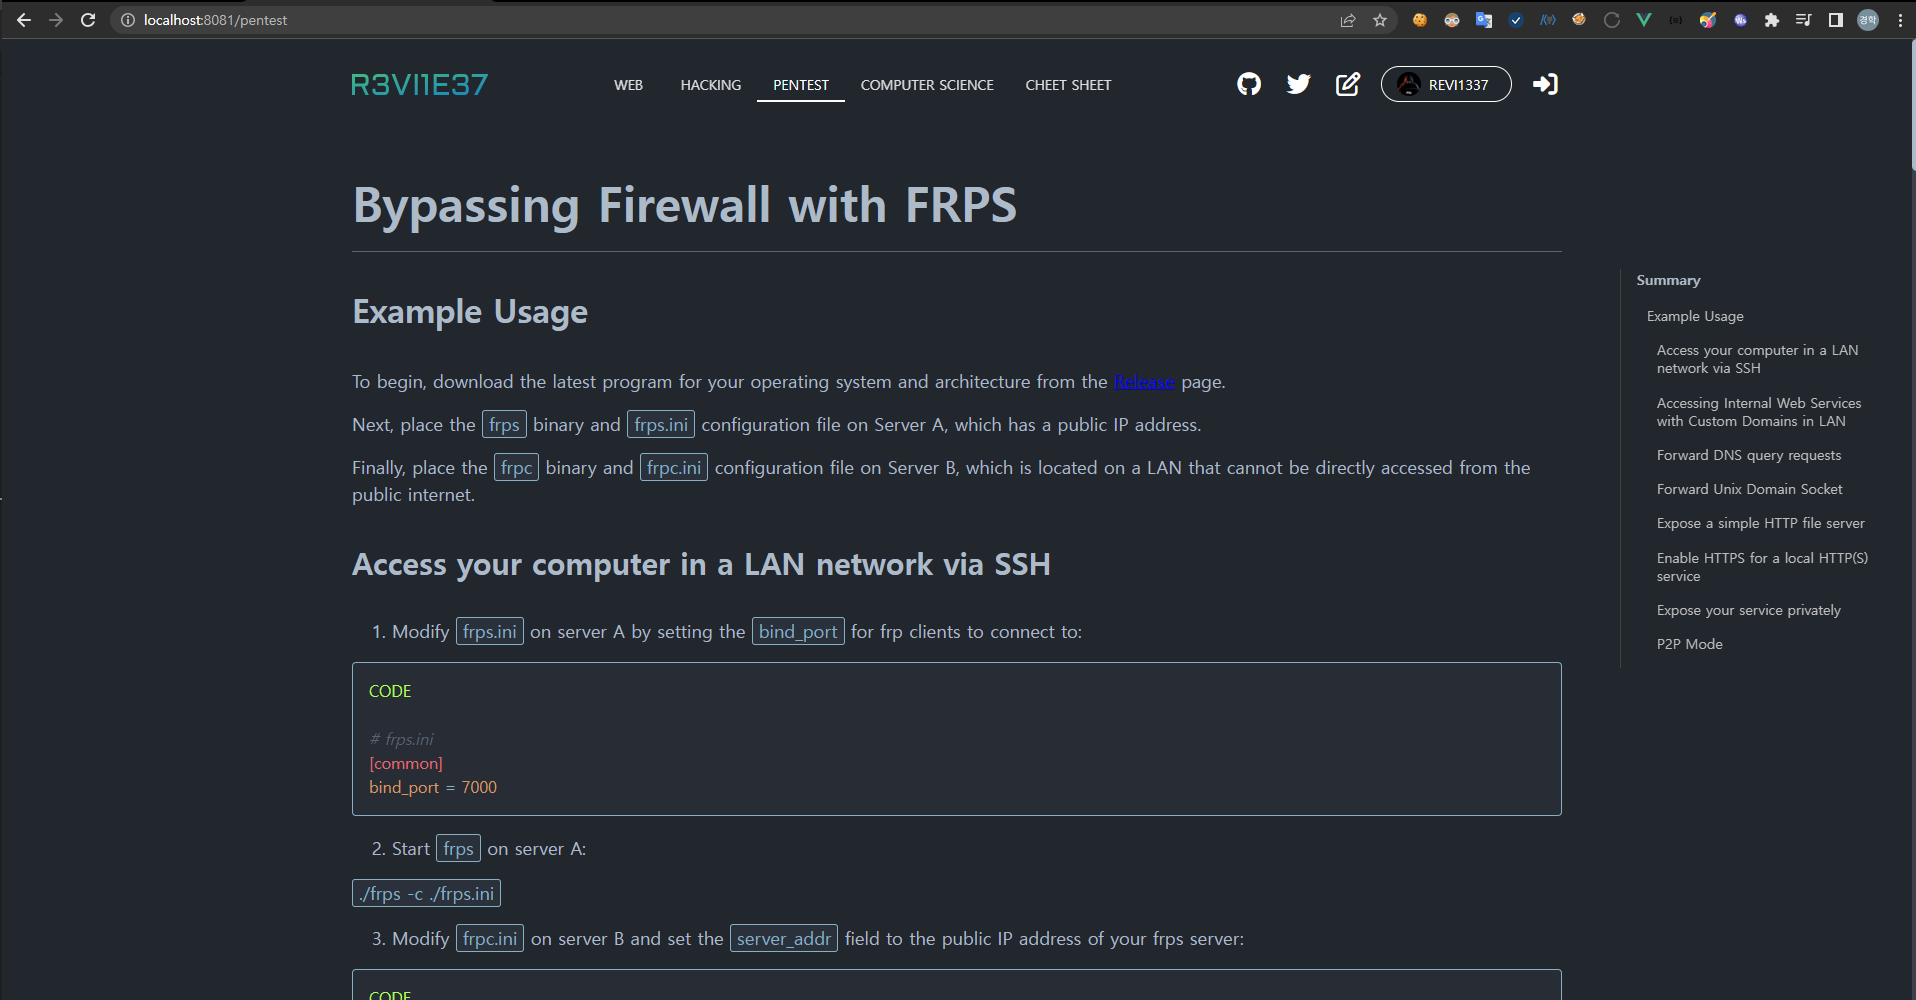 localhost:8081/pentest
경학
R3VI1E37
WEB HACKING PENTEST COMPUTER SCIENCE CHEET SHEET
REVI1337
Bypassing Firewall with FRPS
Example Usage
To begin, download the latest program for your operating system and architecture from the Release page.
Next, place the frps binary and frps.ini configuration file on Server A, which has a public IP address.
Finally, place the frpc binary and frpc.ini configuration file on Server B, which is located on a LAN that cannot be directly accessed from the
public internet.
Access your computer in a LAN network via SSH
1. Modify frps.ini on server A by setting the bind_port for frp clients to connect to:
CODE
# frps.ini
[common]
bind_port = 7000
2. Start frps on server A:
./frps -c ./frps.ini
3. Modify frpc.ini on server B and set the server_addr field to the public IP address of your frps server:
CODE
Summary
Example Usage
Access your computer in a LAN
network via SSH
Accessing Internal Web Services
with Custom Domains in LAN
Forward DNS query requests
Forward Unix Domain Socket
Expose a simple HTTP file server
Enable HTTPS for a local HTTP(S)
service
Expose your service privately
P2P Mode